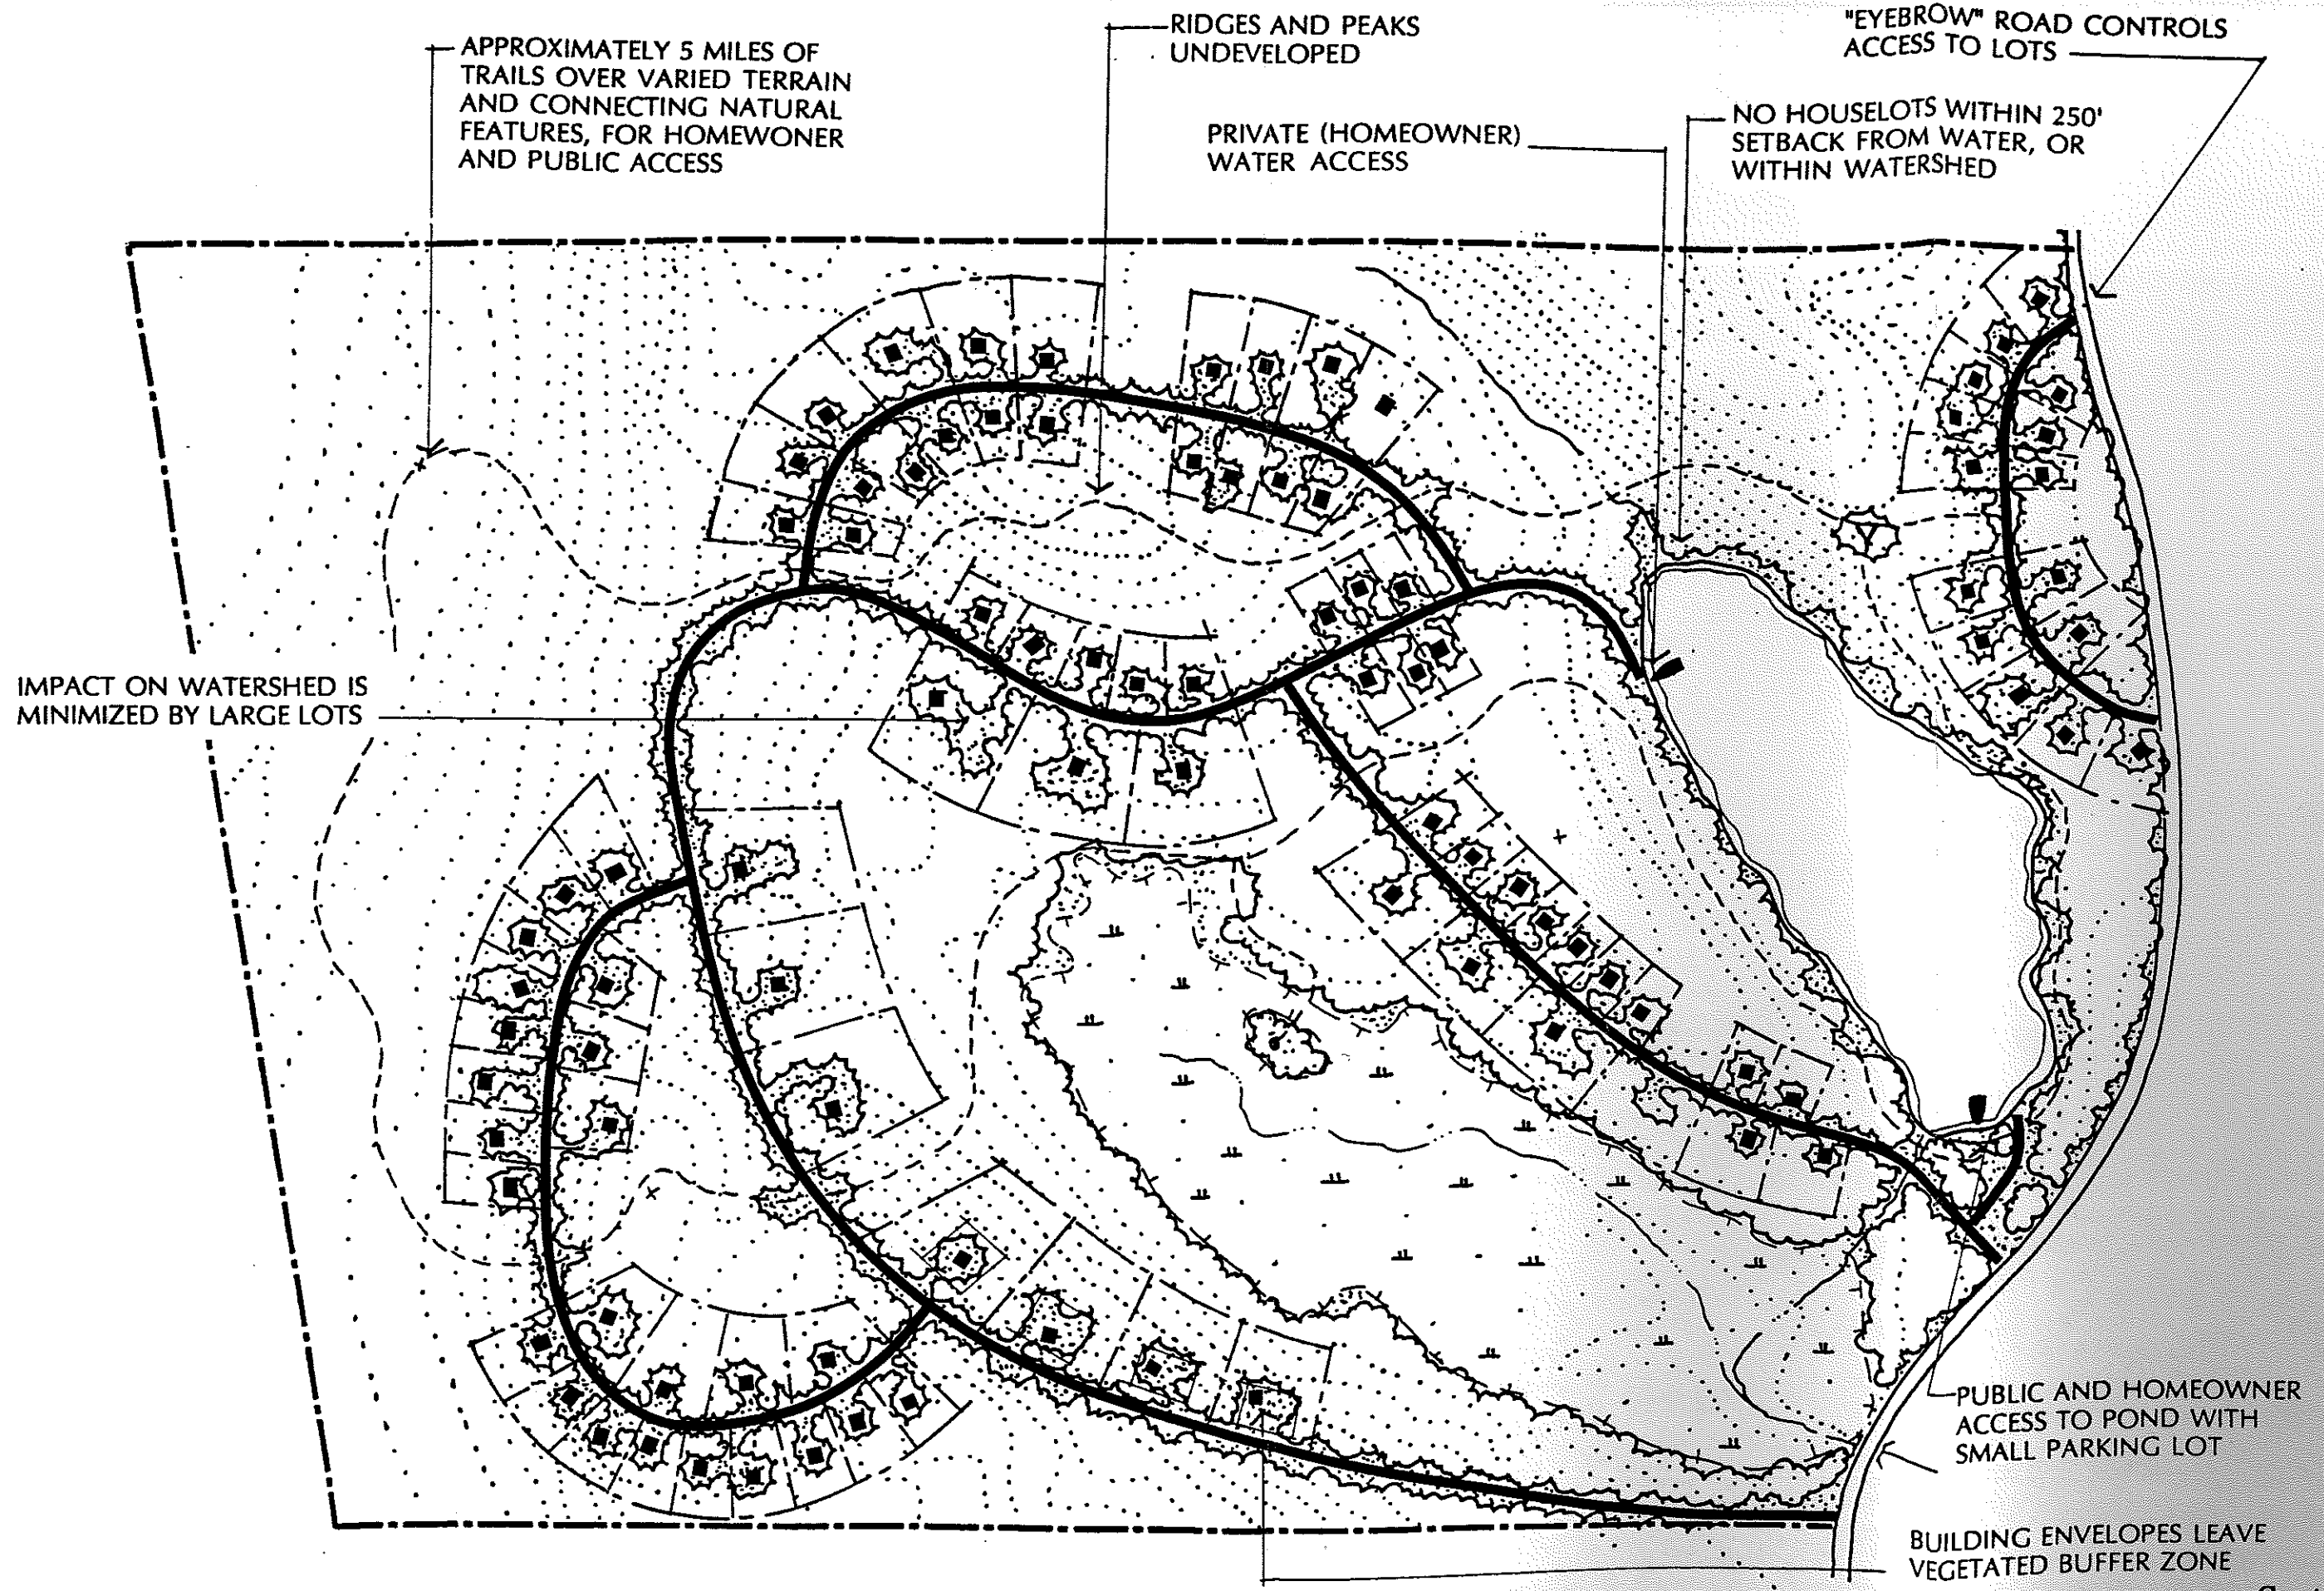 APPROXIMATELY 5 MILES OF
TRAILS OVER VARIED TERRAIN
AND CONNECTING NATURAL
FEATURES, FOR HOMEWONER
AND PUBLIC ACCESS
RIDGES AND PEAKS
UNDEVELOPED
PRIVATE (HOMEOWNER)
WATER ACCESS
"EYEBROW" ROAD CONTROLS
ACCESS TO LOTS
NO HOUSELOTS WITHIN 250'
SETBACK FROM WATER, OR
WITHIN WATERSHED
IMPACT ON WATERSHED IS
MINIMIZED BY LARGE LOTS
PUBLIC AND HOMEOWNER
ACCESS TO POND WITH
SMALL PARKING LOT
BUILDING ENVELOPES LEAVE
VEGETATED BUFFER ZONE